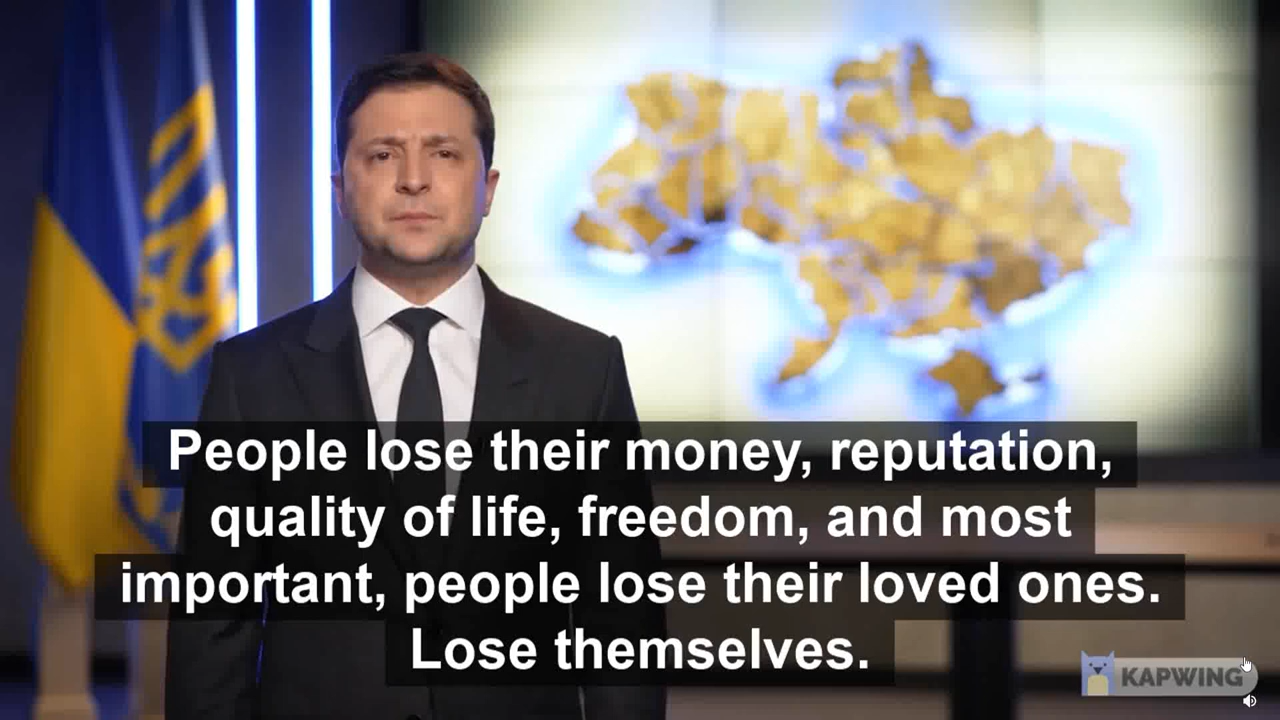 People lose their money, reputation,
quality of life, freedom, and most
important, people lose their loved ones.
Lose themselves.
KAPWING